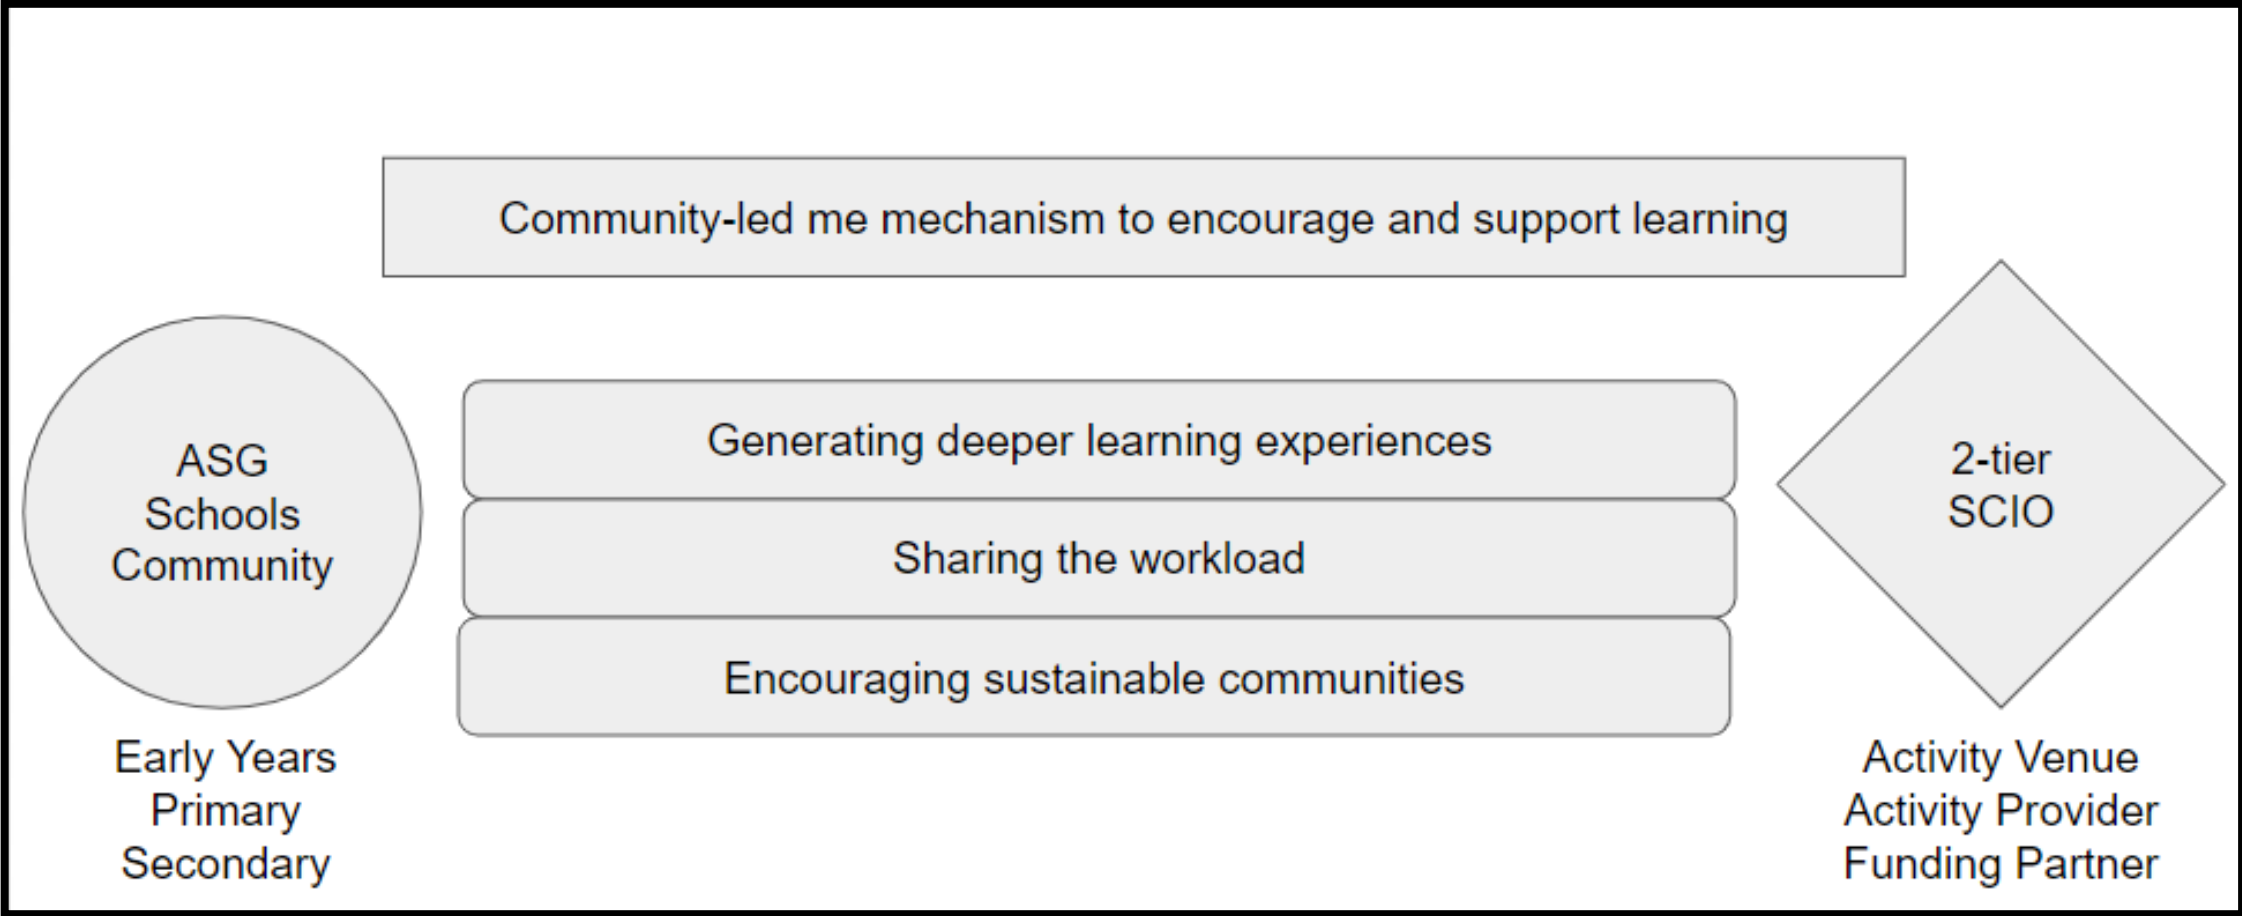 Community-led me mechanism to encourage and support learning
ASG
Schools
Community
Early Years
Primary
Secondary
Generating deeper learning experiences
Sharing the workload
Encouraging sustainable communities
2-tier
SCIO
Activity Venue
Activity Provider
Funding Partner